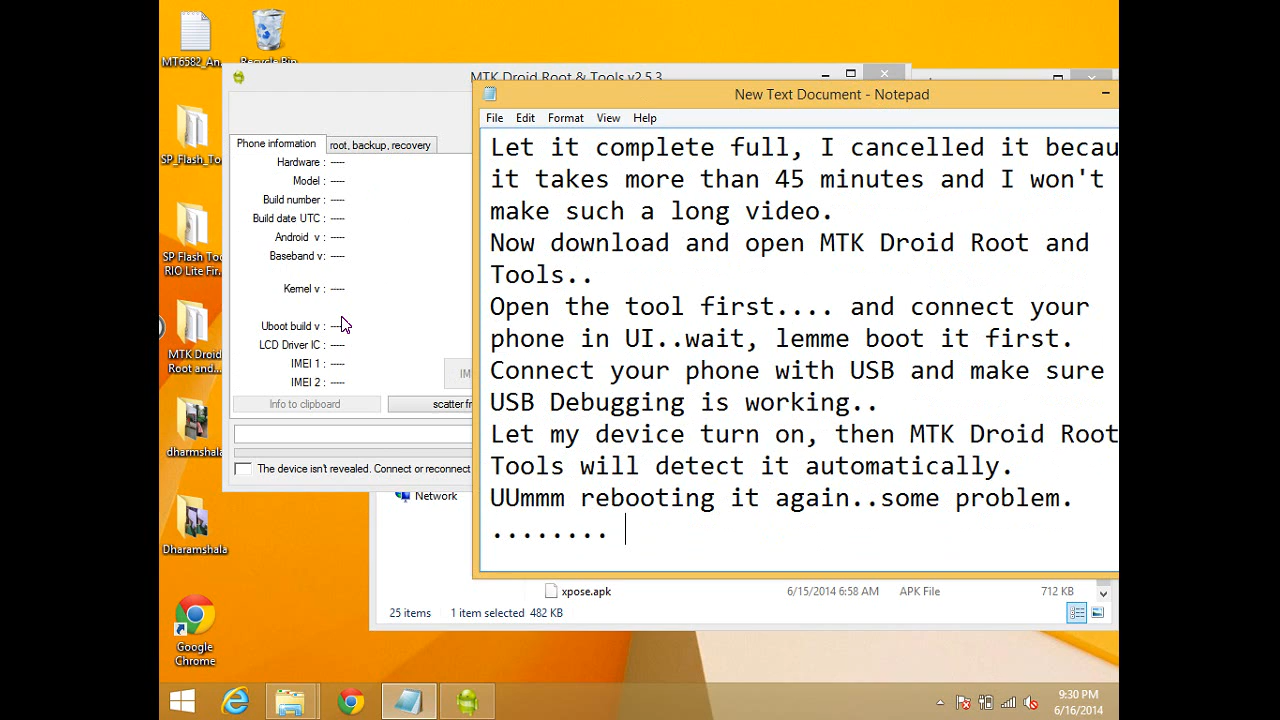 MT6582_An...
Recycle Bin
SP_Flash_To...
SP Flash Too
RIO Lite Fir...
MTK Droid
Root and...
dharmshala
Dharamshala
Google
Chrome
MTK Droid Root & Tools v2.5.3
Phone information
root, backup, recovery
Hardware : -----
Model : -----
Build number : -----
Build date UTC : -----
Android v : -----
Baseband v: -----
Kernel v : -----
Uboot build v : -----
LCD Driver IC : -----
IMEI 1 : -----
IMEI 2 : -----
IM
Info to clipboard
scatter fr
The device isn't revealed. Connect or reconnect
New Text Document - Notepad
File Edit Format View Help
Let it complete full, I cancelled it becau
it takes more than 45 minutes and I won't
make such a long video.
Now download and open MTK Droid Root and
Tools..
Open the tool first.... and connect your
phone in UI..wait, lemme boot it first.
Connect your phone with USB and make sure
USB Debugging is working..
Let my device turn on, then MTK Droid Root
Tools will detect it automatically.
UUmmm rebooting it again..some problem.
........
Network
xpose.apk 6/15/2014 6:58 AM APK File 712 KB
25 items 1 item selected 482 KB
9:30 PM
6/16/2014